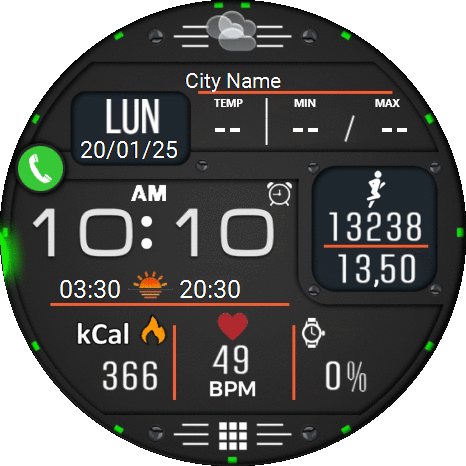 City Name
TEMP MIN MAX
-- -- / --
LUN
20/01/25
AM
10:10
13238
13,50
03:30 20:30
kCal
366
49
BPM
0%